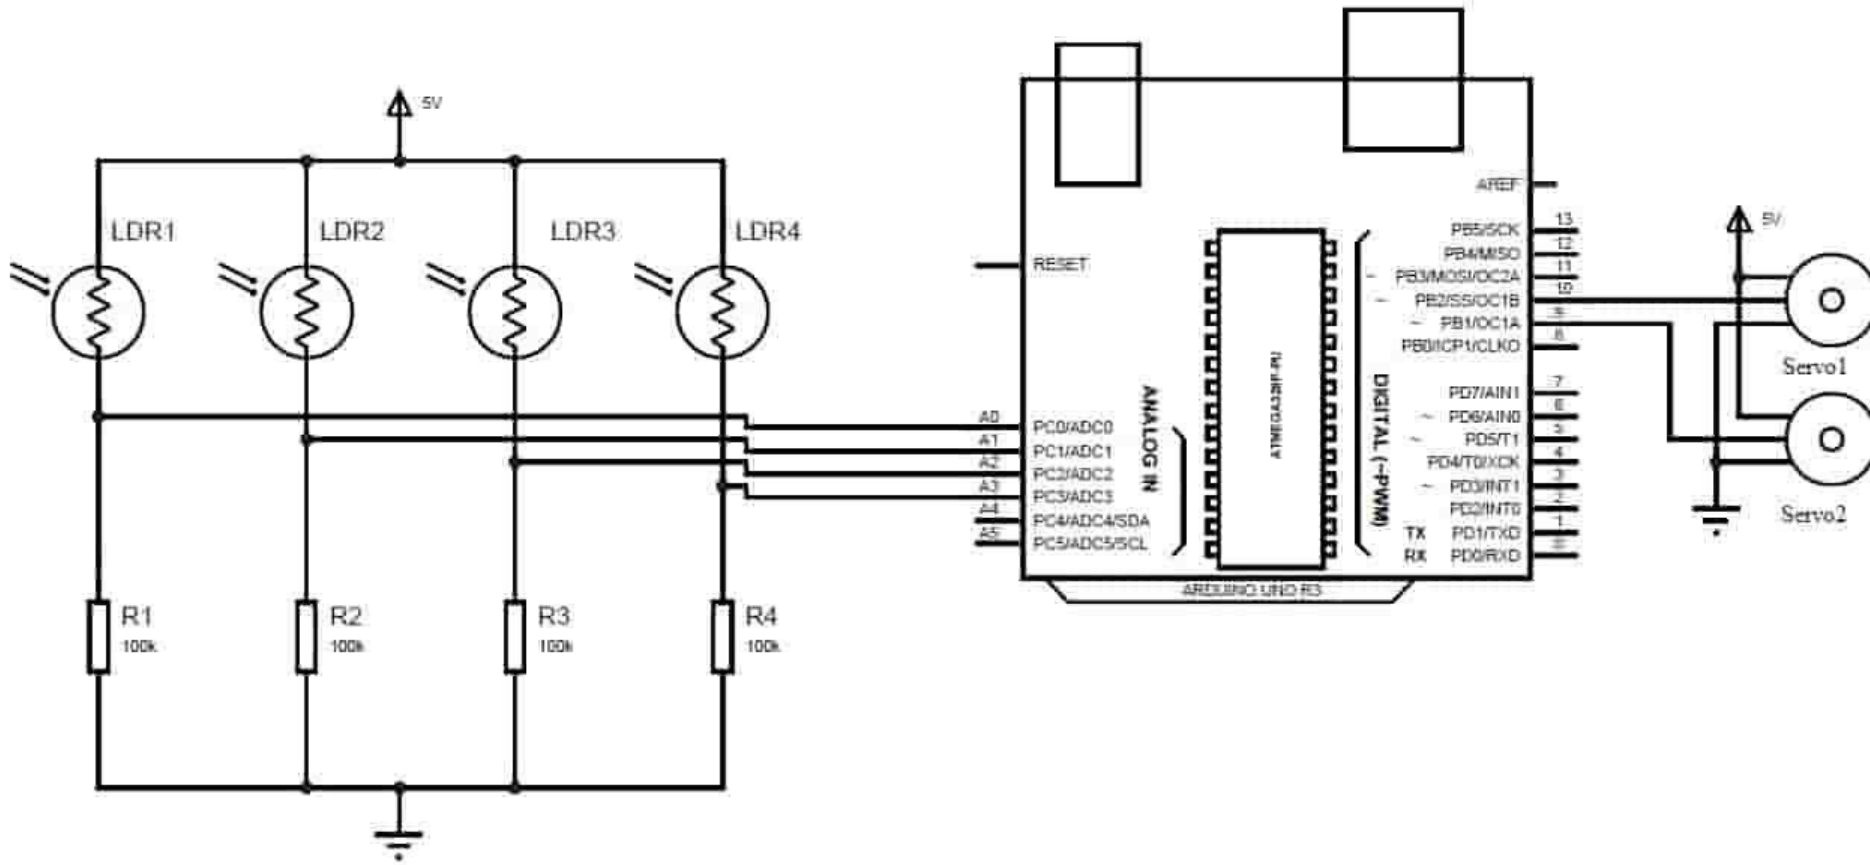 5V
LDR1
LDR2
LDR3
LDR4
R1
100k
R2
100k
R3
100k
R4
100k
RESET
A0
PC0/ADC0
A1
PC1/ADC1
A2
PC2/ADC2
A3
PC3/ADC3
A4
PC4/ADC4/SDA
A5
PC5/ADC5/SCL
ANALOG IN
DIGITAL (~PWM)
AREF
13
PB5/SCK
12
PB4/MISO
11
~ PB3/MOSI/OC2A
10
~ PB2/SS/OC1B
9
~ PB1/OC1A
8
PB0/ICP1/CLKO
7
PD7/AIN1
6
~ PD6/AIN0
5
~ PD5/T1
4
PD4/T0/XCK
3
~ PD3/INT1
2
PD2/INT0
1
TX PD1/TXD
0
RX PD0/RXD
ARDUINO UNO R3
5V
Servo1
Servo2